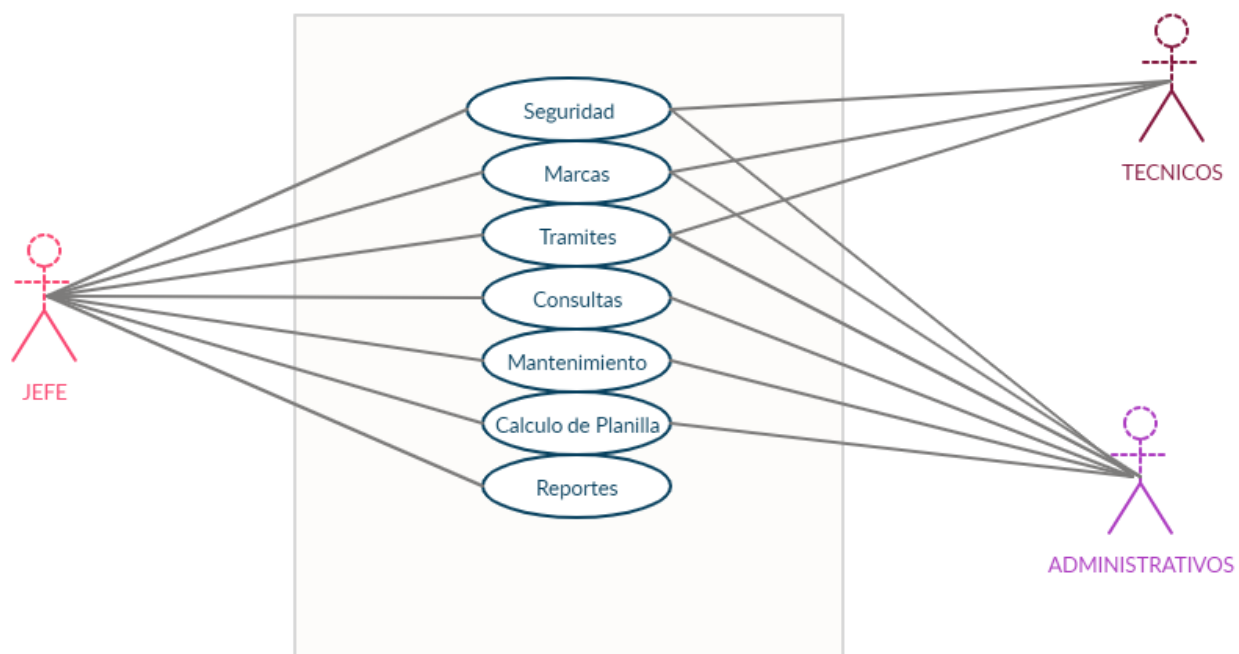 Seguridad
Marcas
Tramites
Consultas
Mantenimiento
Calculo de Planilla
Reportes
JEFE
TECNICOS
ADMINISTRATIVOS